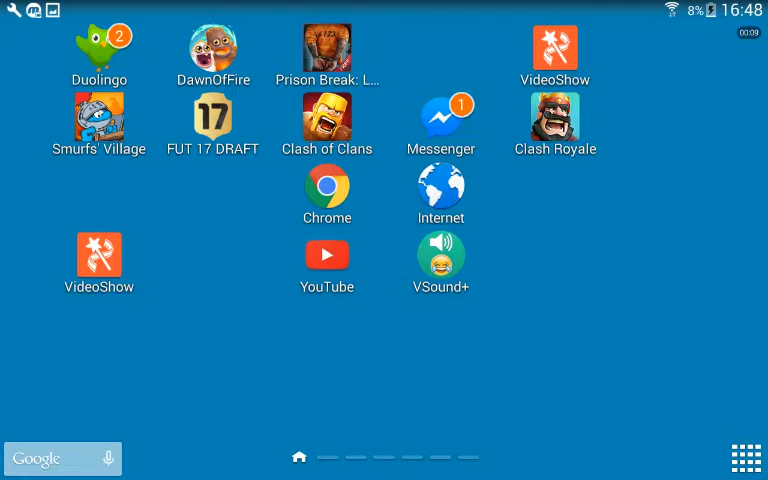 8% 16:48
00:09
2
Duolingo
DawnOfFire
Prison Break: L...
VideoShow
17
1
Smurfs' Village
FUT 17 DRAFT
Clash of Clans
Messenger
Clash Royale
Chrome
Internet
VideoShow
YouTube
VSound+
Google